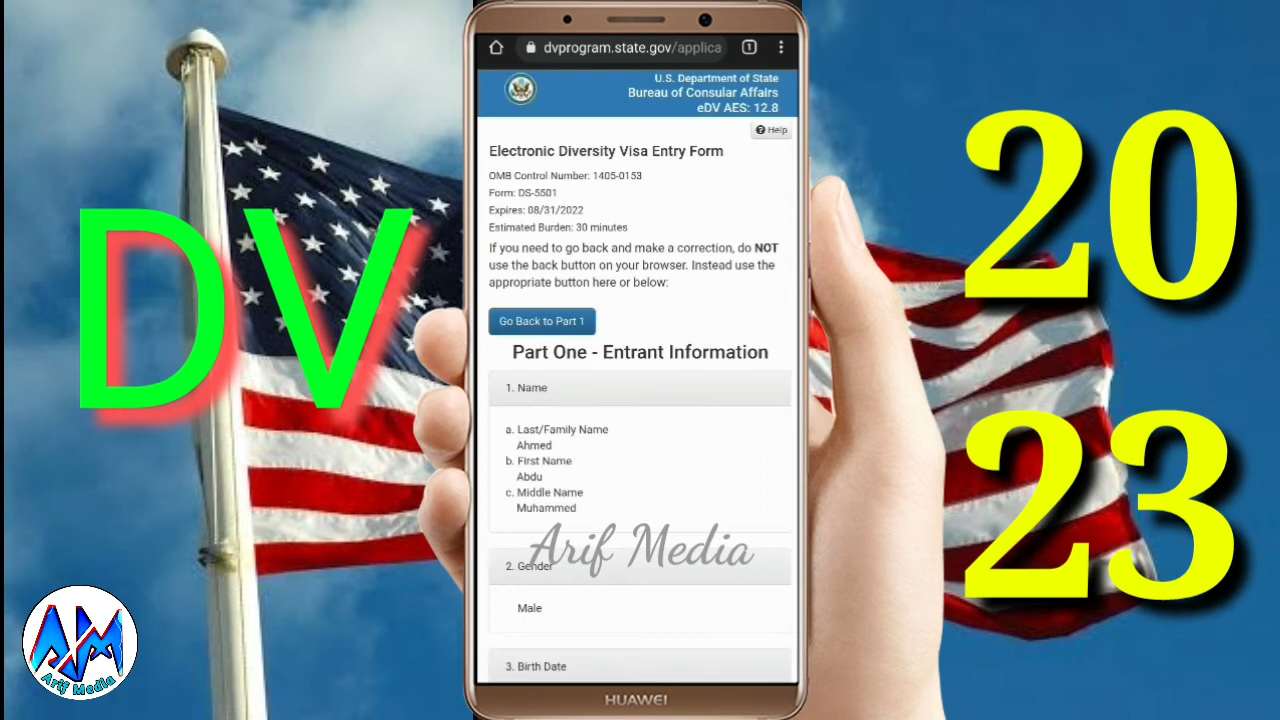 DV
dvprogram.state.gov/applica
1
U.S. Department of State
Bureau of Consular Affairs
eDV AES: 12.8
Help
Electronic Diversity Visa Entry Form
OMB Control Number: 1405-0153
Form: DS-5501
Expires: 08/31/2022
Estimated Burden: 30 minutes
If you need to go back and make a correction, do NOT
use the back button on your browser. Instead use the
appropriate button here or below:
Go Back to Part 1
Part One - Entrant Information
1. Name
a. Last/Family Name
Ahmed
b. First Name
Abdu
c. Middle Name
Muhammed
Arif Media
2. Gender
Male
3. Birth Date
HUAWEI
20
23
AM
Arif Media